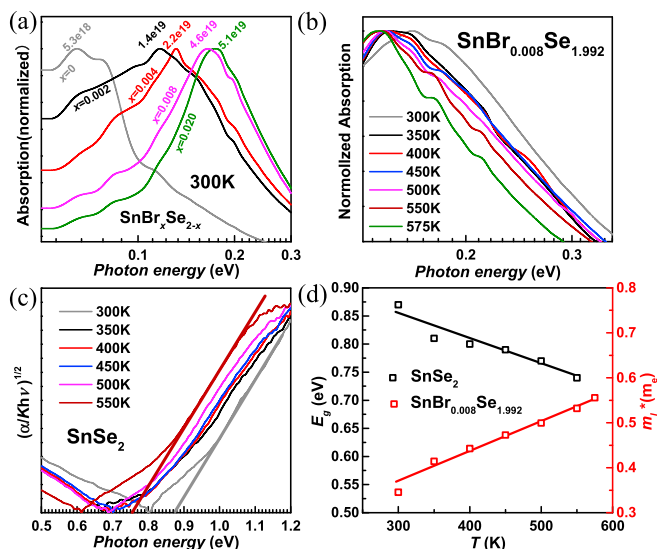 (a)
5.3e18
1.4e19
2.2e19
4.6e19
5.1e19
x=0
x=0.002
x=0.004
x=0.008
x=0.020
300K
SnBrxSe2-x
Absorption(normalized)
0.1
0.2
0.3
Photon energy (eV)
(b)
SnBr0.008Se1.992
300K
350K
400K
450K
500K
550K
575K
Normollized Absorption
0.2
0.3
Photon energy (eV)
(c)
300K
350K
400K
450K
500K
550K
SnSe2
(α/Khν)1/2
0.5 0.6 0.7 0.8 0.9 1.0 1.1 1.2
Photon energy (eV)
(d)
0.90
0.85
0.80
0.75
0.70
0.65
0.60
0.55
0.50
Eg (eV)
SnSe2
SnBr0.008Se1.992
0.8
0.7
0.6
0.5
0.4
0.3
mI*(me)
300 350 400 450 500 550 600
T (K)